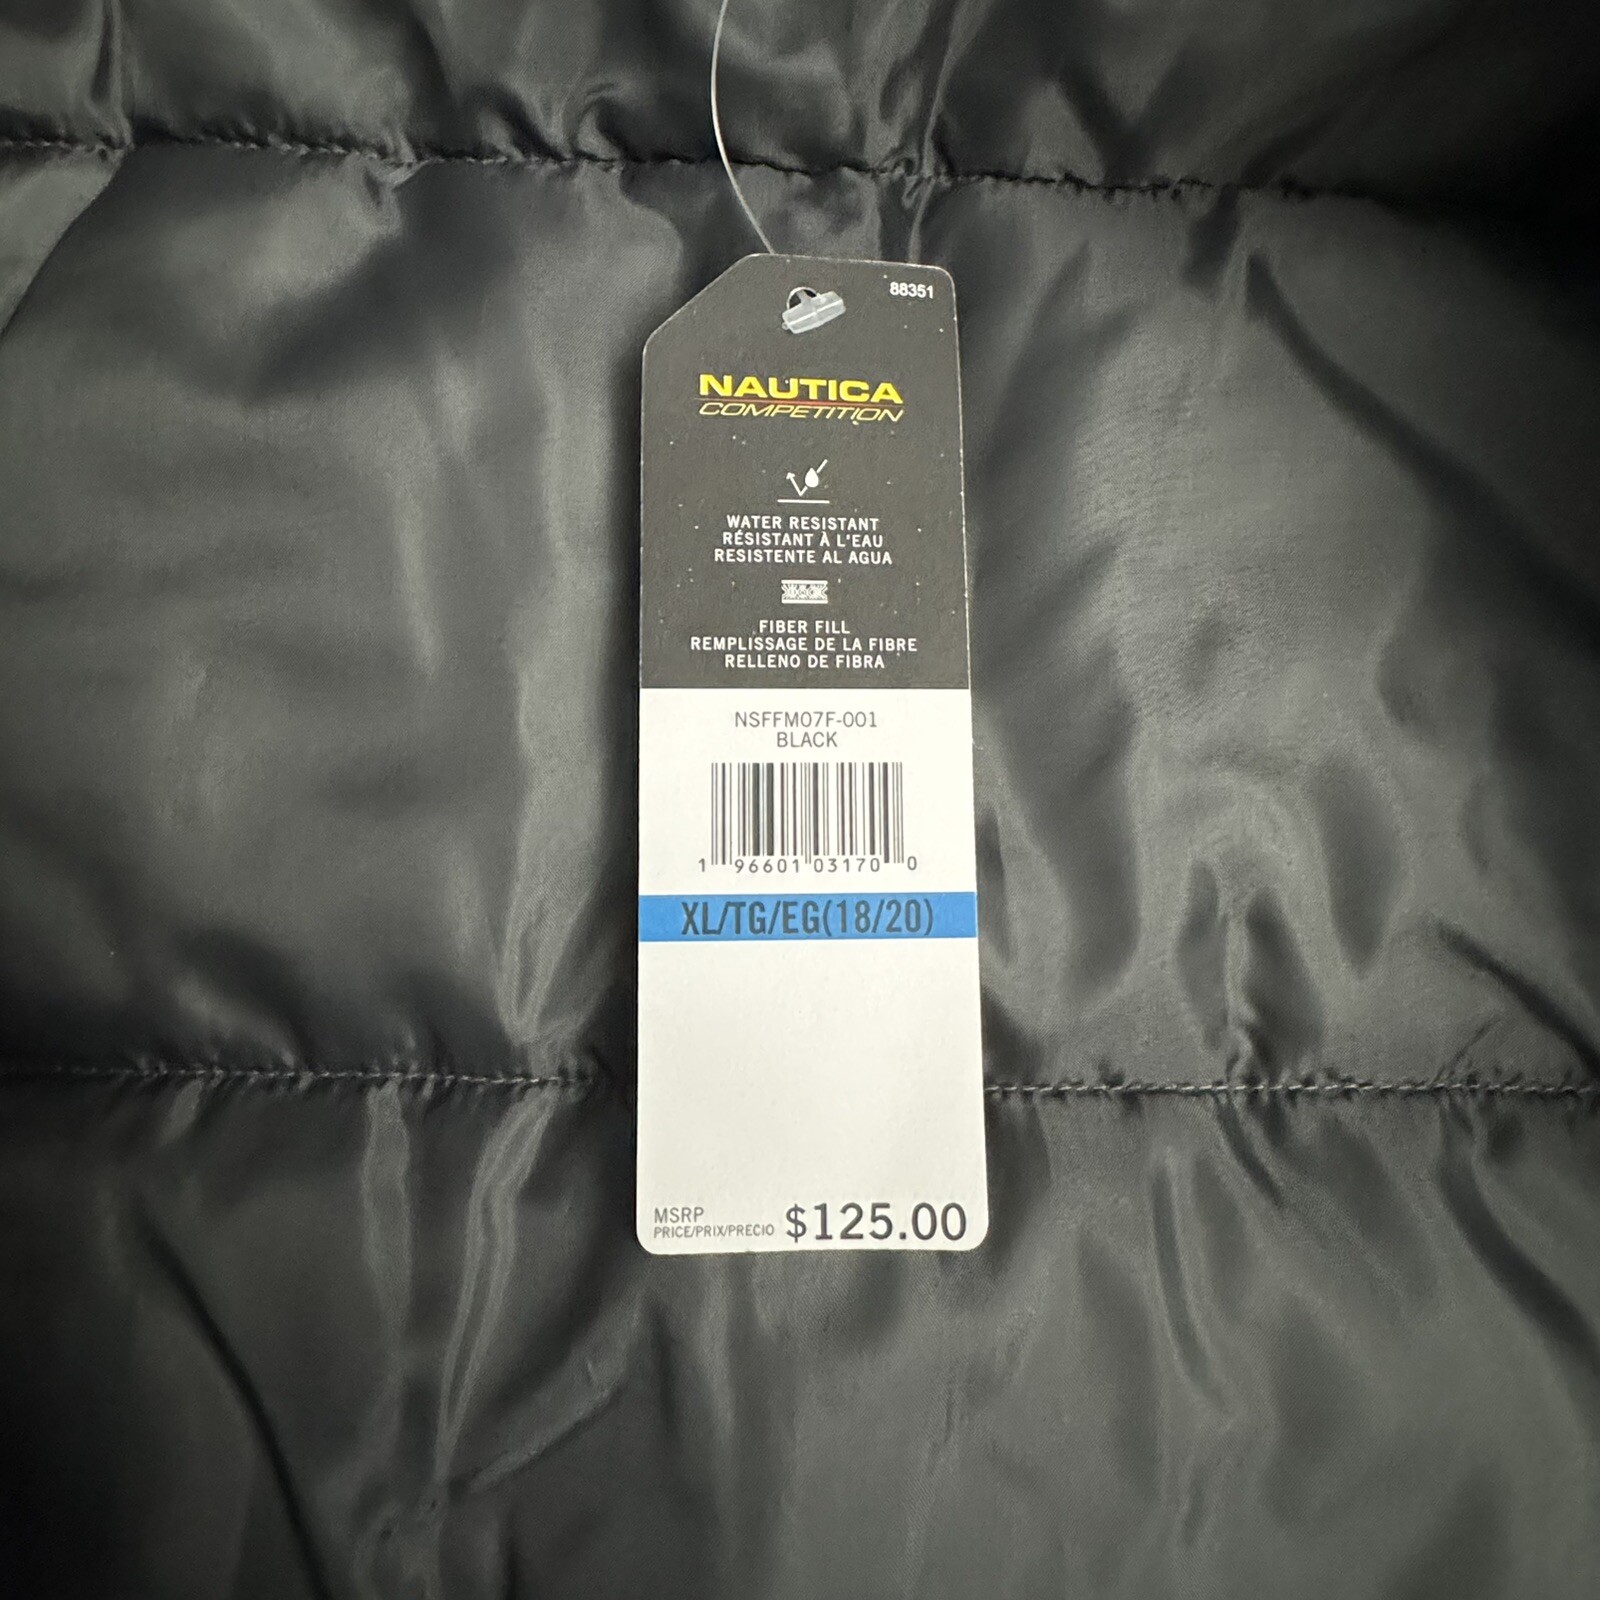 88351
NAUTICA
COMPETITION
WATER RESISTANT
RÉSISTANT À L'EAU
RESISTENTE AL AGUA
FIBER FILL
REMPLISSAGE DE LA FIBRE
RELLENO DE FIBRA
NSFFM07F-001
BLACK
1 96601 03170 0
XL/TG/EG(18/20)
MSRP
PRICE/PRIX/PRECIO $125.00